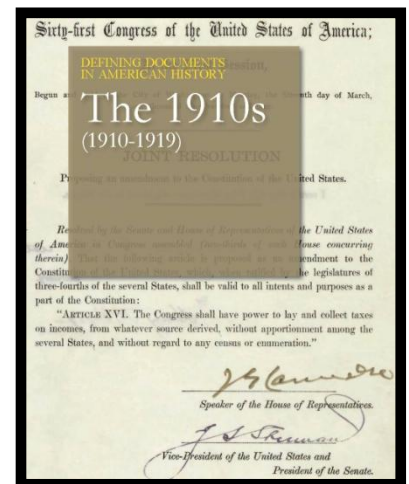 Sixty-first Congress of the United States of America;
DEFINING DOCUMENTS
IN AMERICAN HISTORY
Begun day of March,
The 1910s
(1910-1919)
JOINT RESOLUTION
Proposing an amendment to the Constitution of the United States.
Resolved by the Senate and House of Representatives of the United States
of America in Congress assembled (two-thirds of each House concurring
therein), That the following article is proposed as an amendment to the
Constitution of the United States, which, when ratified by the legislatures of
three-fourths of the several States, shall be valid to all intents and purposes as a
part of the Constitution:
"ARTICLE XVI. The Congress shall have power to lay and collect taxes
on incomes, from whatever source derived, without apportionment among the
several States, and without regard to any census or enumeration."
Speaker of the House of Representatives.
J S Sherman
Vice-President of the United States and
President of the Senate.